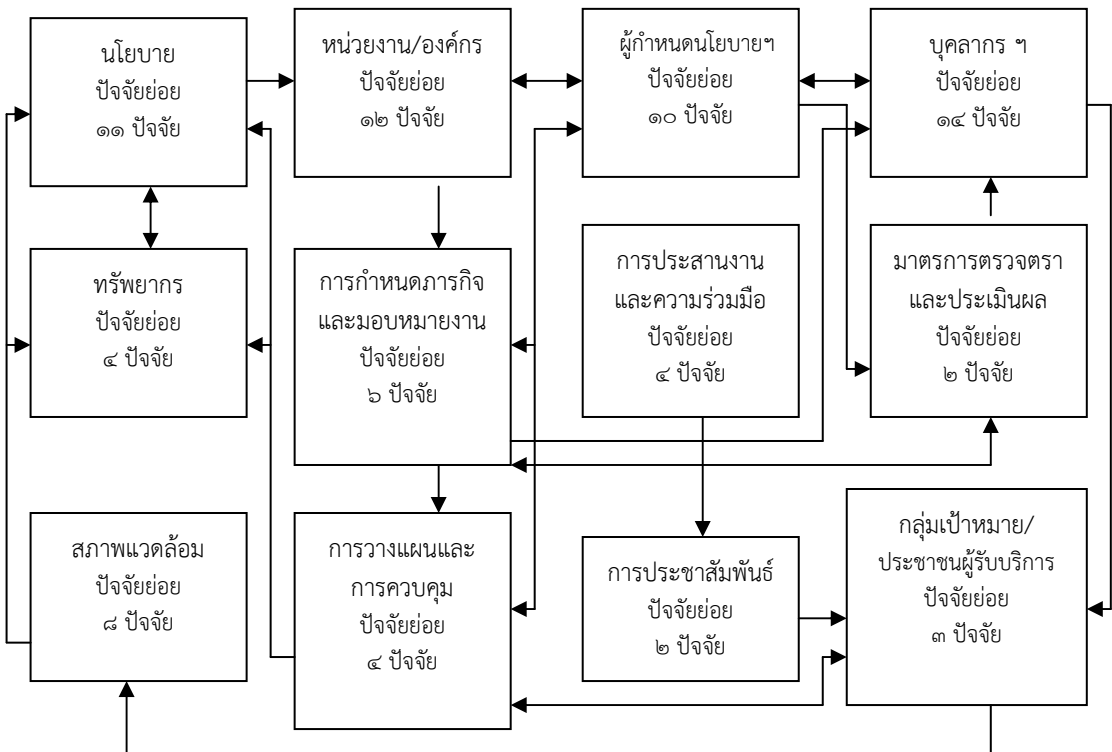 นโยบาย
ปัจจัยย่อย
๑๑ ปัจจัย
หน่วยงาน/องค์กร
ปัจจัยย่อย
๑๒ ปัจจัย
ผู้กำหนดนโยบายฯ
ปัจจัยย่อย
๑๐ ปัจจัย
บุคลากร ฯ
ปัจจัยย่อย
๑๔ ปัจจัย
ทรัพยากร
ปัจจัยย่อย
๔ ปัจจัย
การกำหนดภารกิจ
และมอบหมายงาน
ปัจจัยย่อย
๖ ปัจจัย
การประสานงาน
และความร่วมมือ
ปัจจัยย่อย
๔ ปัจจัย
มาตรการตรวจตรา
และประเมินผล
ปัจจัยย่อย
๒ ปัจจัย
สภาพแวดล้อม
ปัจจัยย่อย
๘ ปัจจัย
การวางแผนและ
การควบคุม
ปัจจัยย่อย
๔ ปัจจัย
การประชาสัมพันธ์
ปัจจัยย่อย
๒ ปัจจัย
กลุ่มเป้าหมาย/
ประชาชนผู้รับบริการ
ปัจจัยย่อย
๓ ปัจจัย